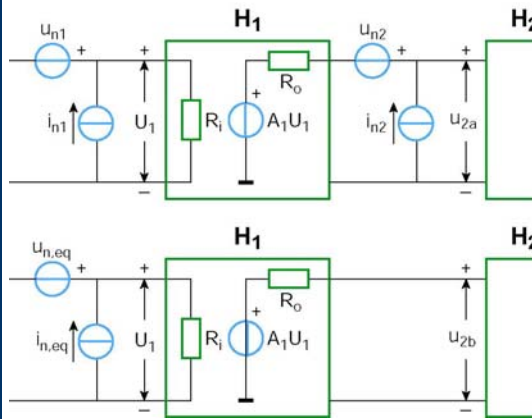 H1 H2
un1 + + un2 + +
+
Ro
in1 U1 Ri A1U1 in2 u2a
− −
H1 H2
un,eq + + +
+
Ro
in,eq U1 Ri A1U1 u2b
− −